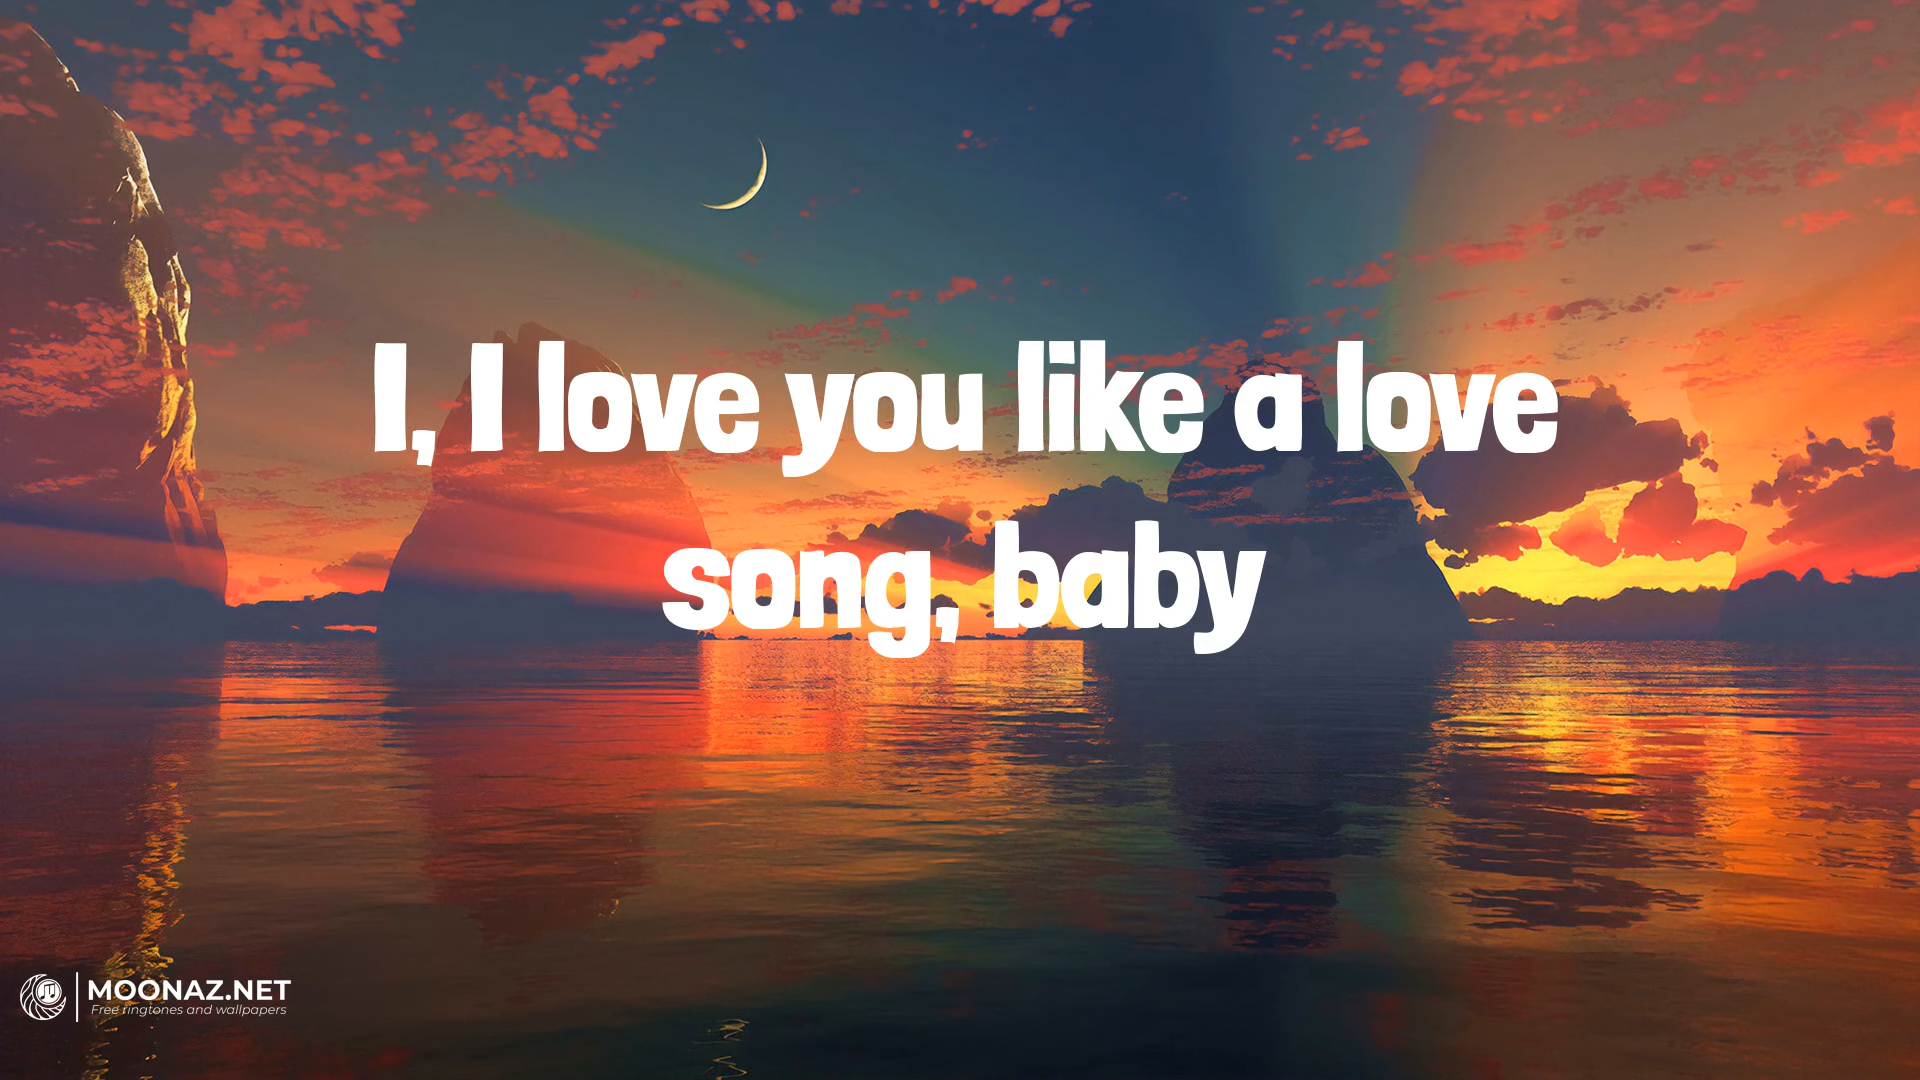 I, I love you like a love
song, baby
MOONAZ.NET
Free ringtones and wallpapers